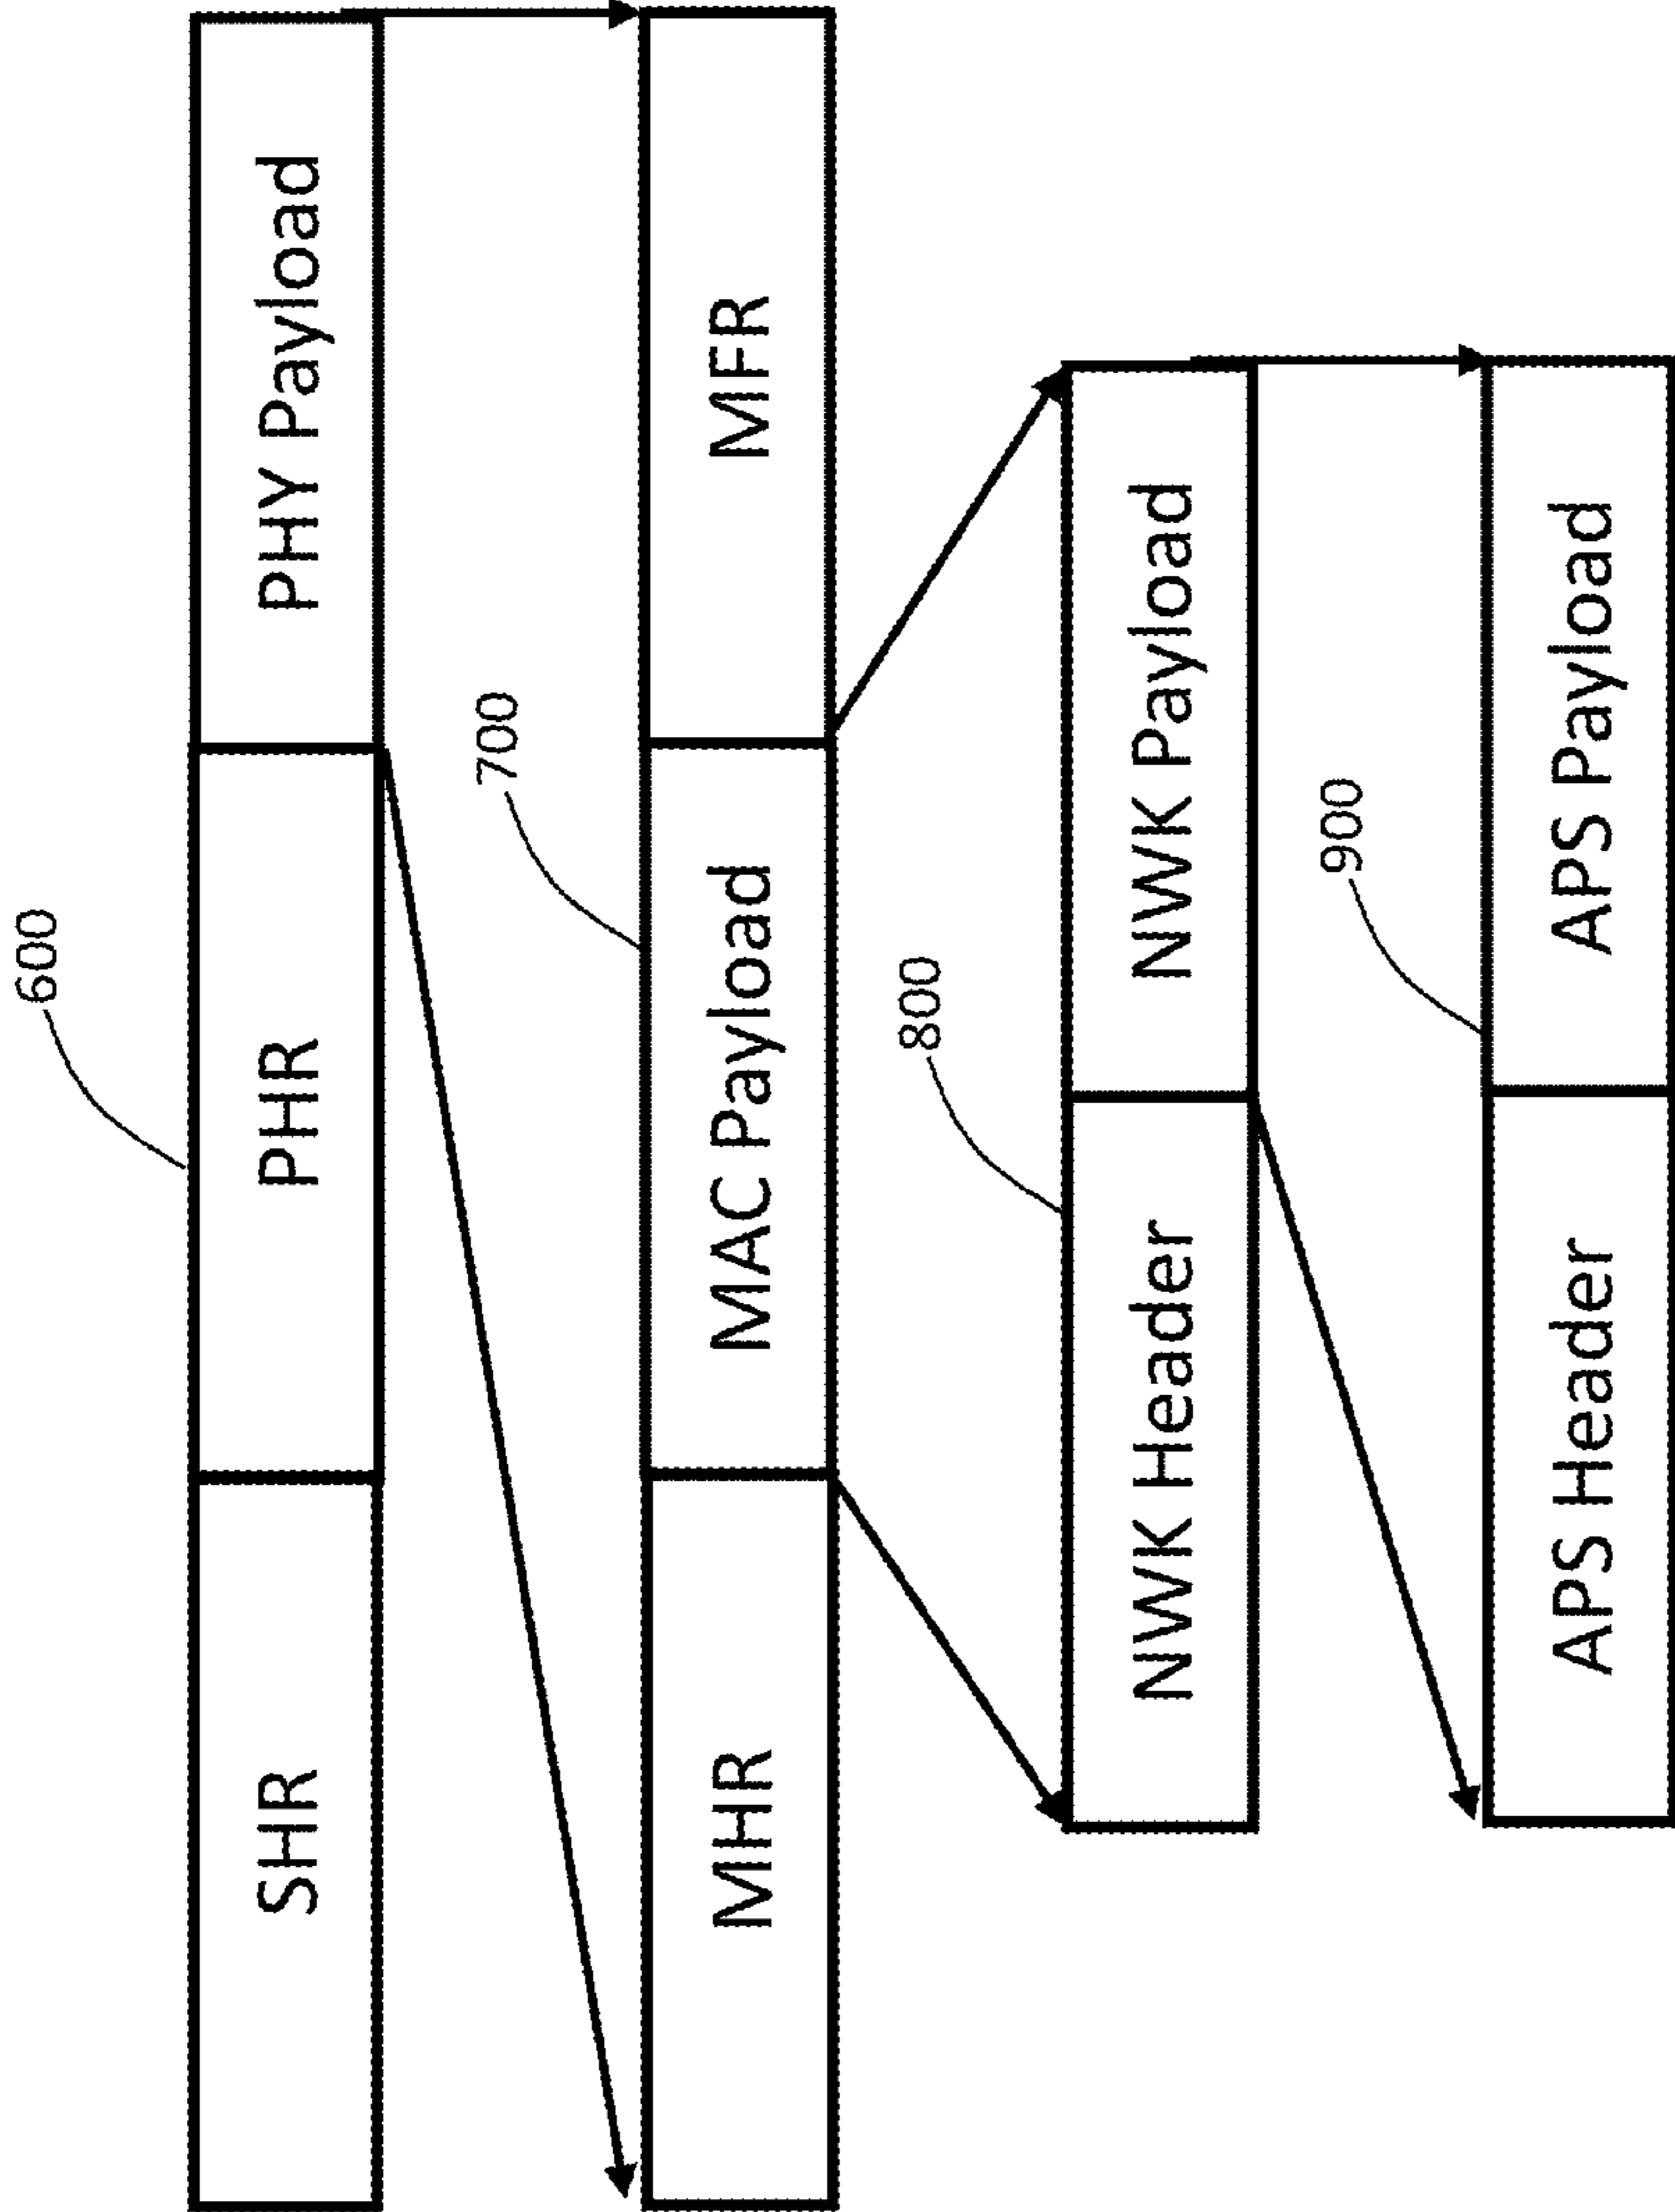 600
SHR
PHR
PHY Payload
700
MHR
MAC Payload
MFR
800
NWK Header
NWK Payload
900
APS Header
APS Payload